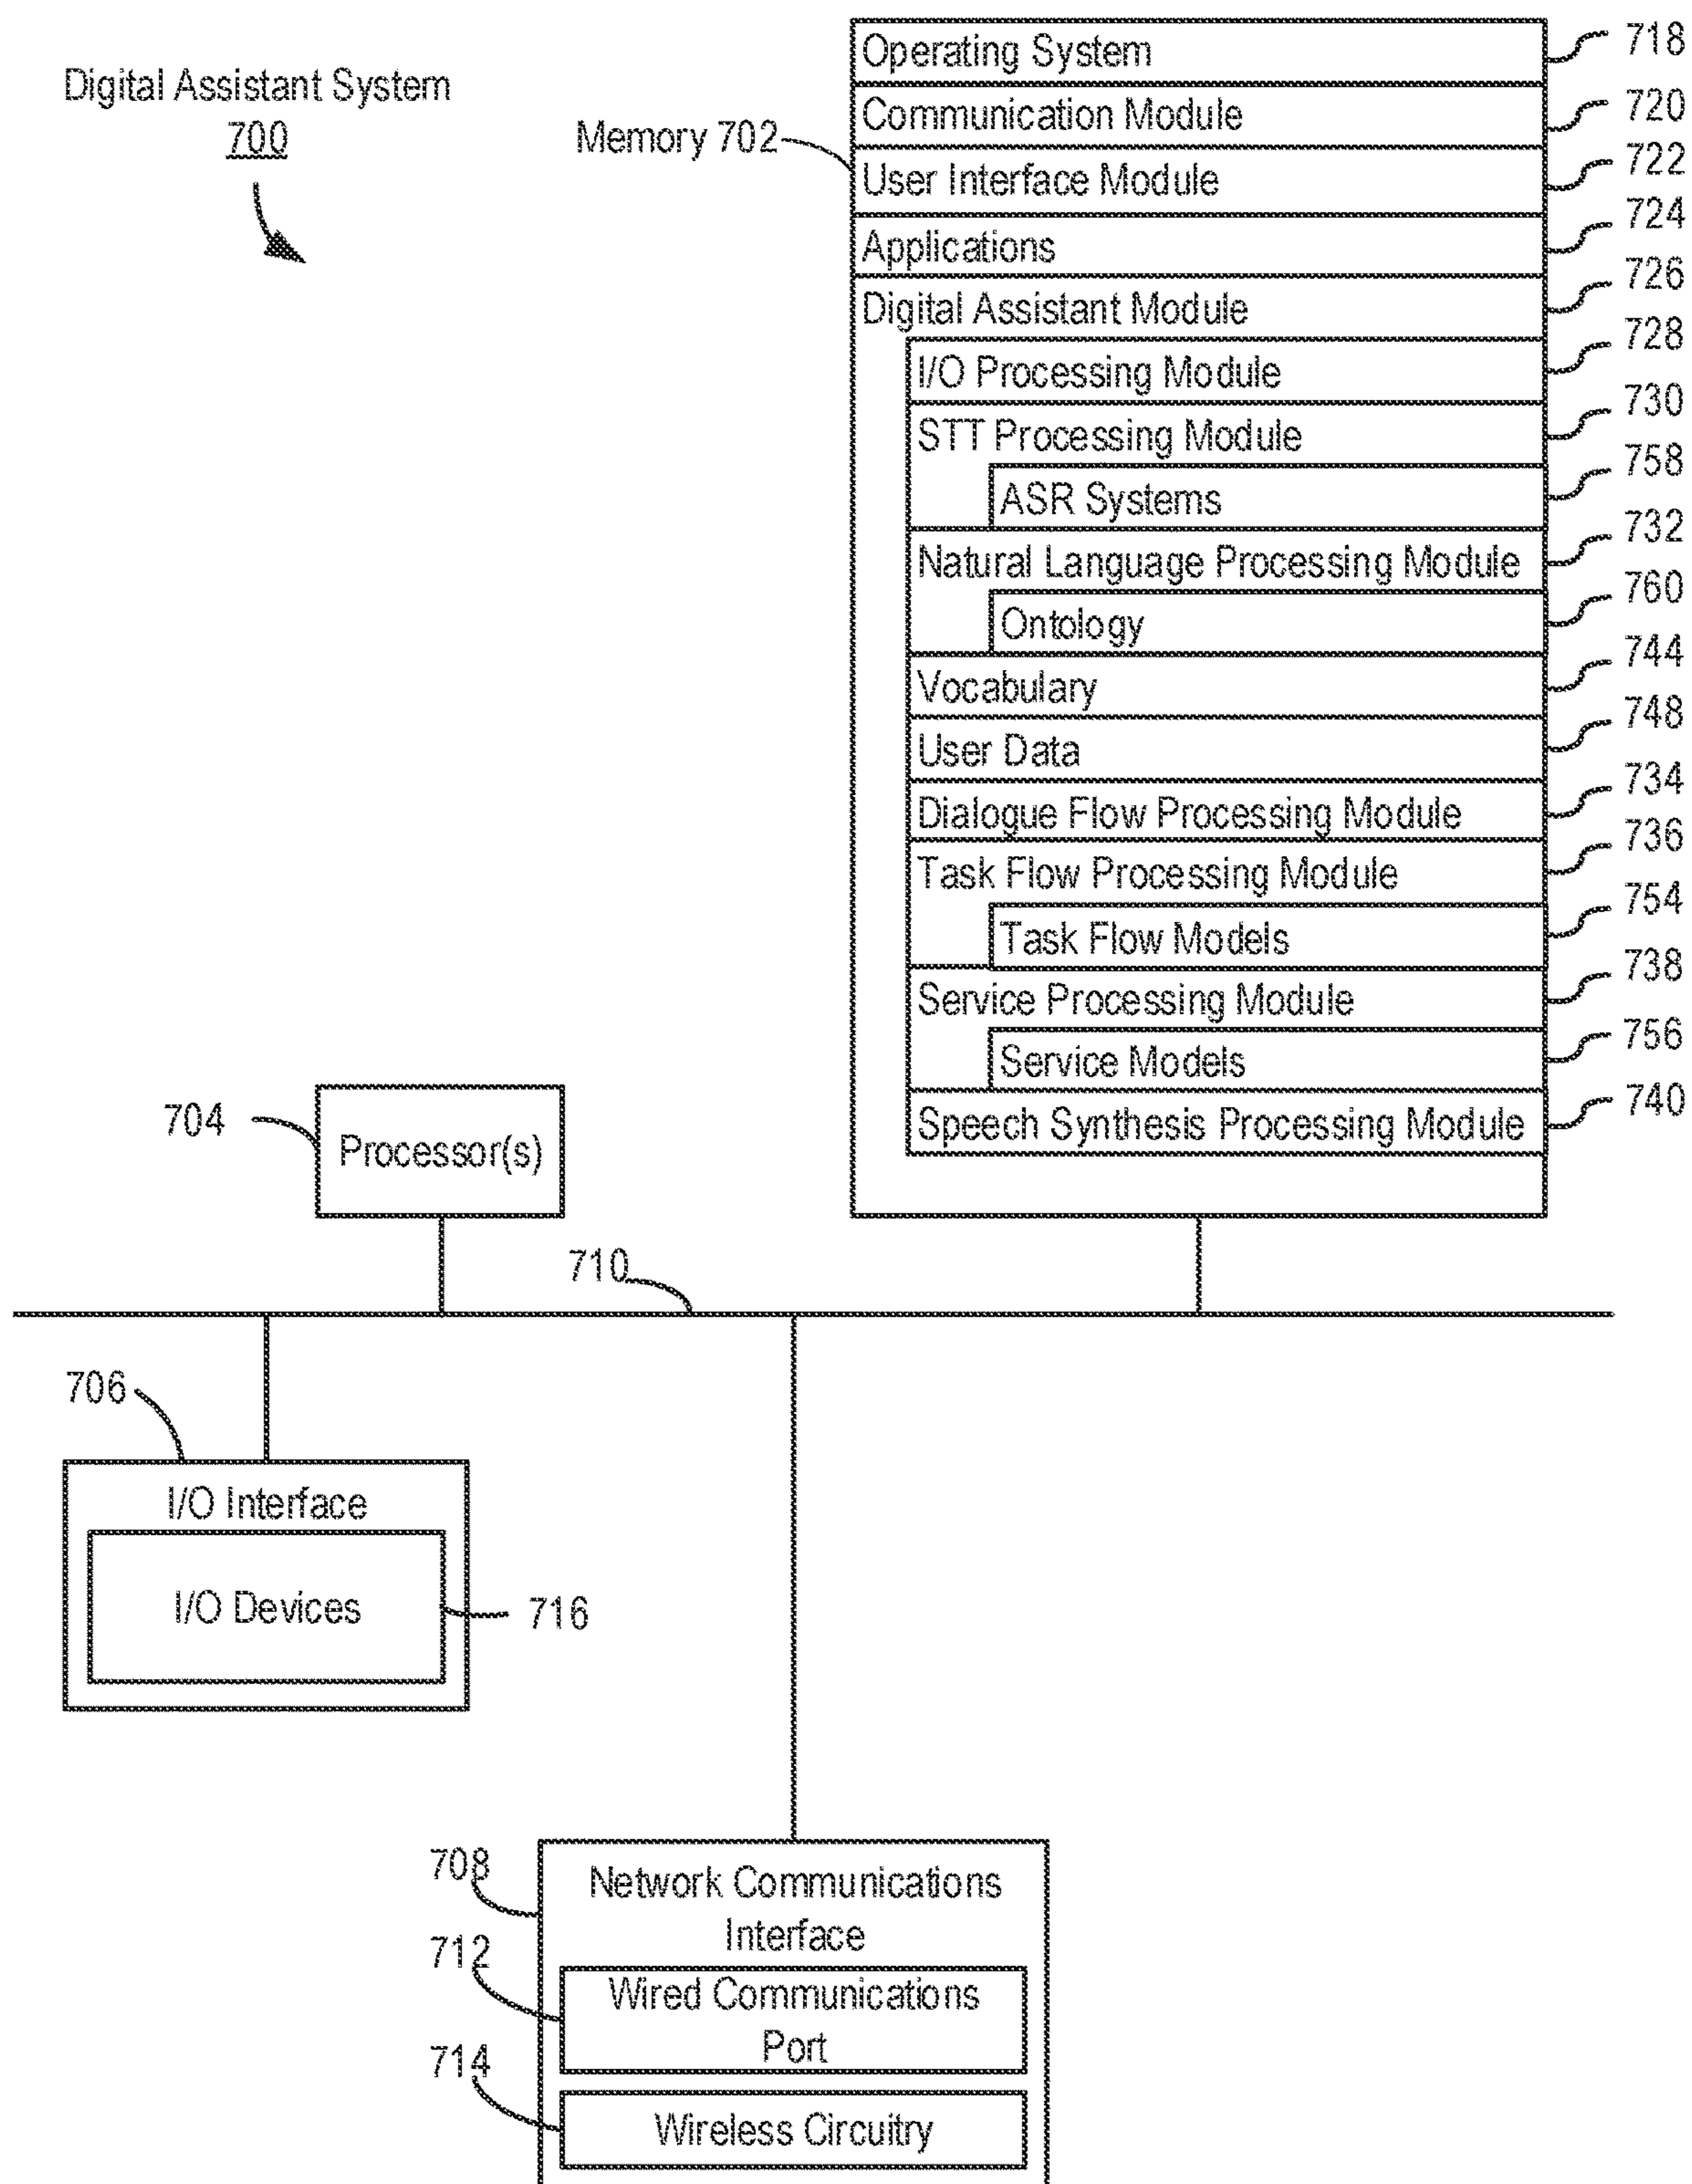 Digital Assistant System
700
Memory 702
Operating System 718
Communication Module 720
User Interface Module 722
Applications 724
Digital Assistant Module 726
I/O Processing Module 728
STT Processing Module 730
ASR Systems 758
Natural Language Processing Module 732
Ontology 760
Vocabulary 744
User Data 748
Dialogue Flow Processing Module 734
Task Flow Processing Module 736
Task Flow Models 754
Service Processing Module 738
Service Models 756
Speech Synthesis Processing Module 740
704
Processor(s)
710
706
I/O Interface
I/O Devices
716
708
Network Communications
Interface
712
Wired Communications
Port
714
Wireless Circuitry